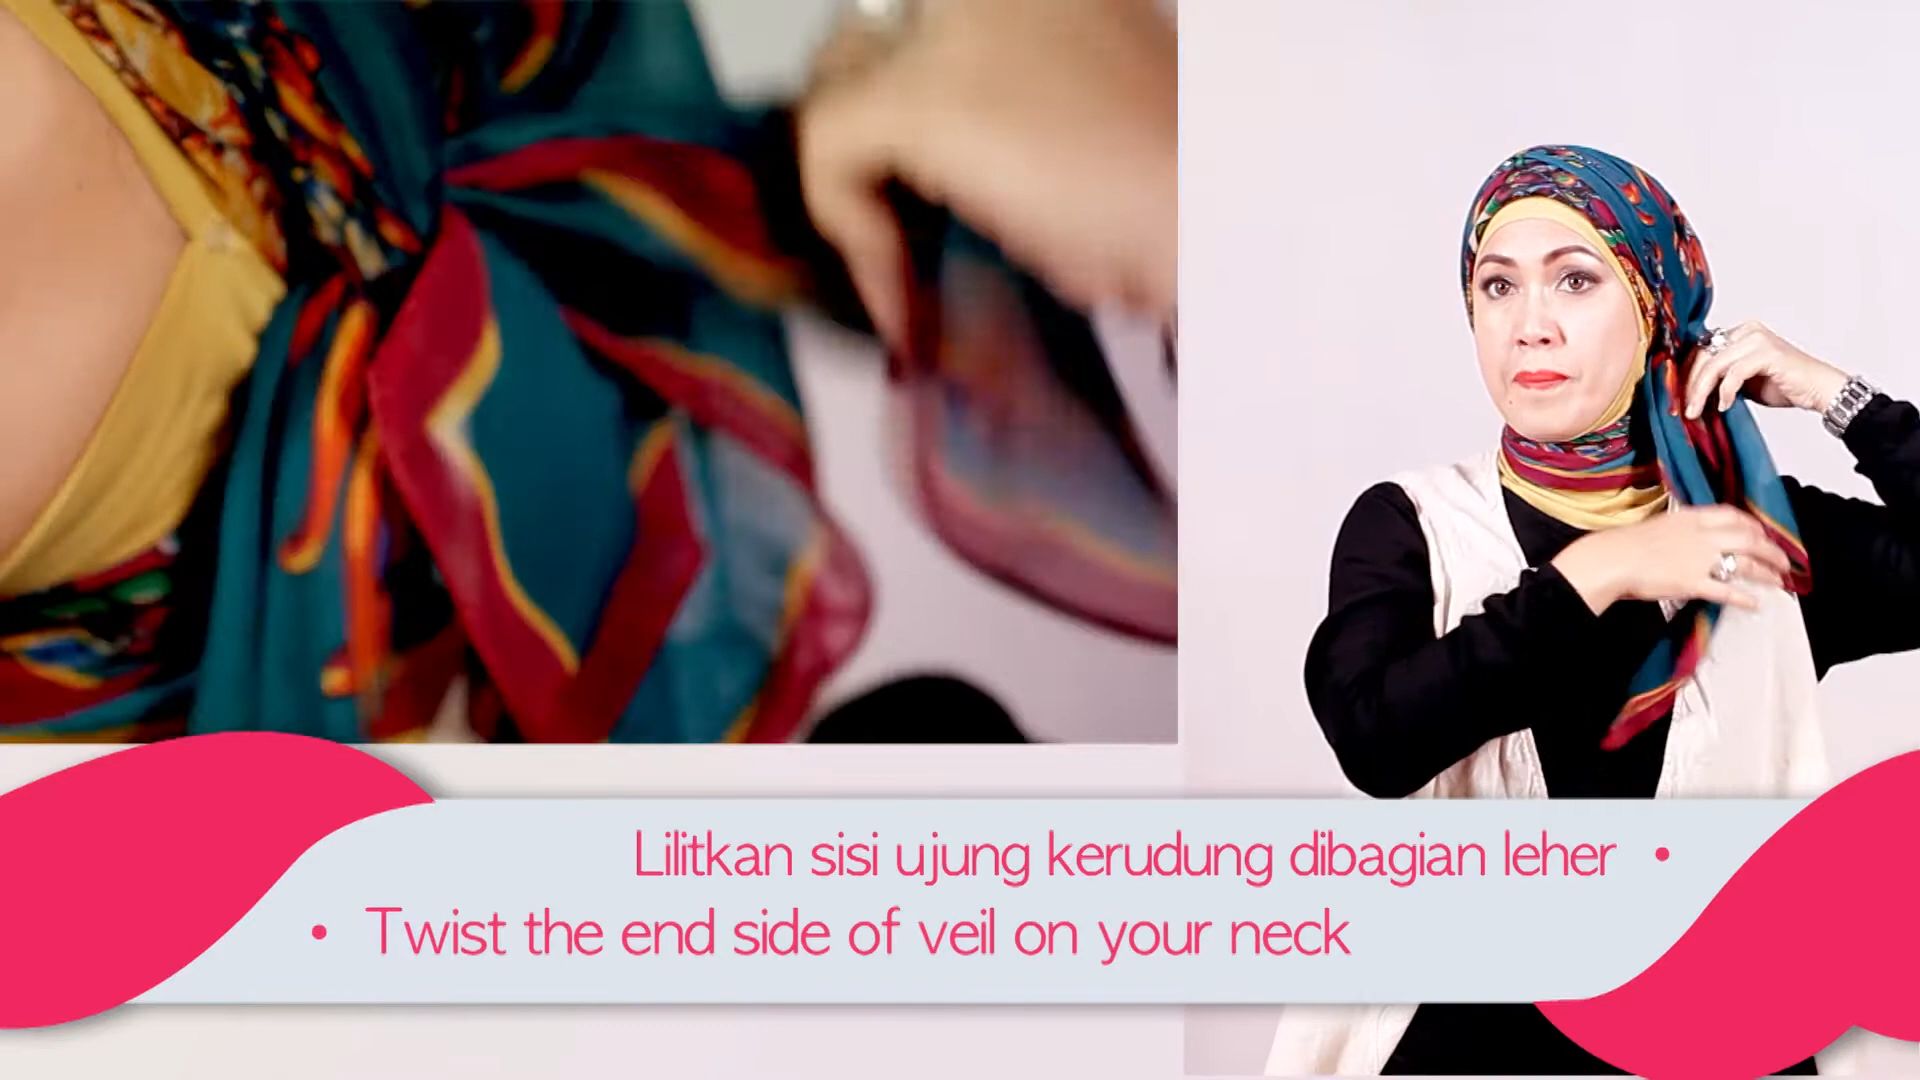 Lilitkan sisi ujung kerudung dibagian leher •
• Twist the end side of veil on your neck